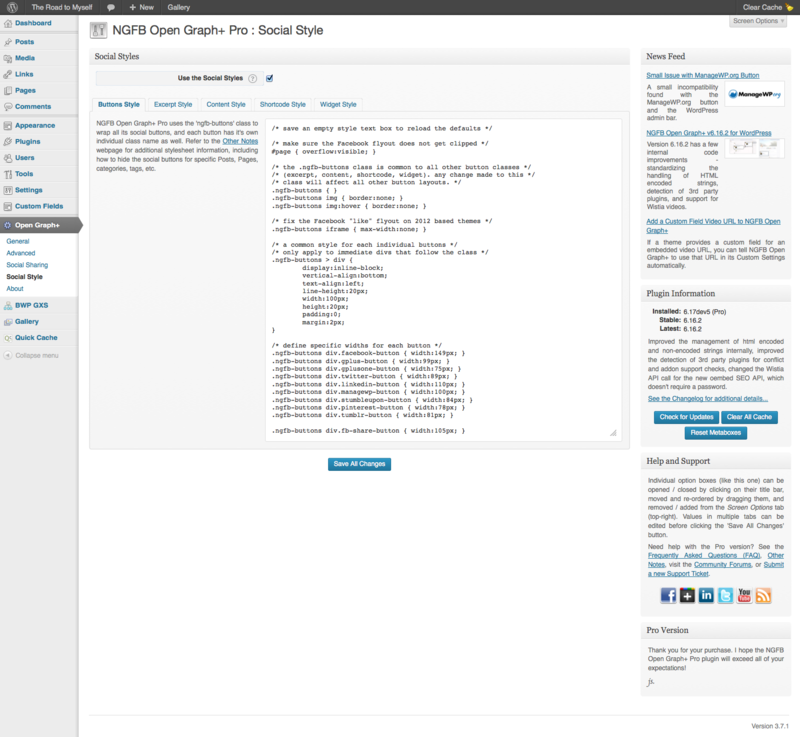 The Road to Myself
New
Gallery
Clear Cache
Dashboard
Posts
Media
Links
Pages
Comments
Appearance
Plugins
Users
Tools
Settings
Custom Fields
Open Graph+
General
Advanced
Social Sharing
Social Style
About
BWP GXS
Gallery
Quick Cache
Collapse menu
Screen Options
NGFB Open Graph+ Pro : Social Style
Social Styles
Use the Social Styles ?
Buttons Style
Excerpt Style
Content Style
Shortcode Style
Widget Style
NGFB Open Graph+ Pro uses the 'ngfb-buttons' class to
wrap all its social buttons, and each button has it's own
individual class name as well. Refer to the Other Notes
webpage for additional stylesheet information, including
how to hide the social buttons for specific Posts, Pages,
categories, tags, etc.
/* save an empty style text box to reload the defaults */
/* make sure the Facebook flyout does not get clipped */
#page { overflow:visible; }
/* the .ngfb-buttons class is common to all other button classes */
/* (excerpt, content, shortcode, widget). any change made to this */
/* class will affect all other button layouts. */
.ngfb-buttons { }
.ngfb-buttons img { border:none; }
.ngfb-buttons img:hover { border:none; }
/* fix the Facebook "like" flyout on 2012 based themes */
.ngfb-buttons iframe { max-width:none; }
/* a common style for each individual buttons */
/* only apply to immediate divs that follow the class */
.ngfb-buttons > div {
display:inline-block;
vertical-align:bottom;
text-align:left;
line-height:20px;
width:100px;
height:20px;
padding:0;
margin:2px;
}
/* define specific widths for each button */
.ngfb-buttons div.facebook-button { width:149px; }
.ngfb-buttons div.gplus-button { width:99px; }
.ngfb-buttons div.gplusone-button { width:75px; }
.ngfb-buttons div.twitter-button { width:89px; }
.ngfb-buttons div.linkedin-button { width:110px; }
.ngfb-buttons div.managewp-button { width:100px; }
.ngfb-buttons div.stumbleupon-button { width:84px; }
.ngfb-buttons div.pinterest-button { width:78px; }
.ngfb-buttons div.tumblr-button { width:81px; }
.ngfb-buttons div.fb-share-button { width:105px; }
Save All Changes
News Feed
Small Issue with ManageWP.org Button
A small incompatibility
found with the
ManageWP.org button
and the WordPress
admin bar.
ManageWP.org
NGFB Open Graph+ v6.16.2 for WordPress
Version 6.16.2 has a few
internal code
improvements -
standardizing the
handling of HTML
encoded strings,
detection of 3rd party
plugins, and support for
Wistia videos.
Add a Custom Field Video URL to NGFB Open
Graph+
If a theme provides a custom field for an
embedded video URL, you can tell NGFB Open
Graph+ to use that URL in its Custom Settings
automatically.
Plugin Information
Installed: 6.17dev5 (Pro)
Stable: 6.16.2
Latest: 6.16.2
Improved the management of html encoded
and non-encoded strings internally, improved
the detection of 3rd party plugins for conflict
and addon support checks, changed the Wistia
API call for the new oembed SEO API, which
doesn't require a password.
See the Changelog for additional details...
Check for Updates
Clear All Cache
Reset Metaboxes
Help and Support
Individual option boxes (like this one) can be
opened / closed by clicking on their title bar,
moved and re-ordered by dragging them, and
removed / added from the Screen Options tab
(top-right). Values in multiple tabs can be
edited before clicking the 'Save All Changes'
button.
Need help with the Pro version? See the
Frequently Asked Questions (FAQ), Other
Notes, visit the Community Forums, or Submit
a new Support Ticket.
You Tube
Pro Version
Thank you for your purchase. I hope the NGFB
Open Graph+ Pro plugin will exceed all of your
expectations!
js.
Version 3.7.1